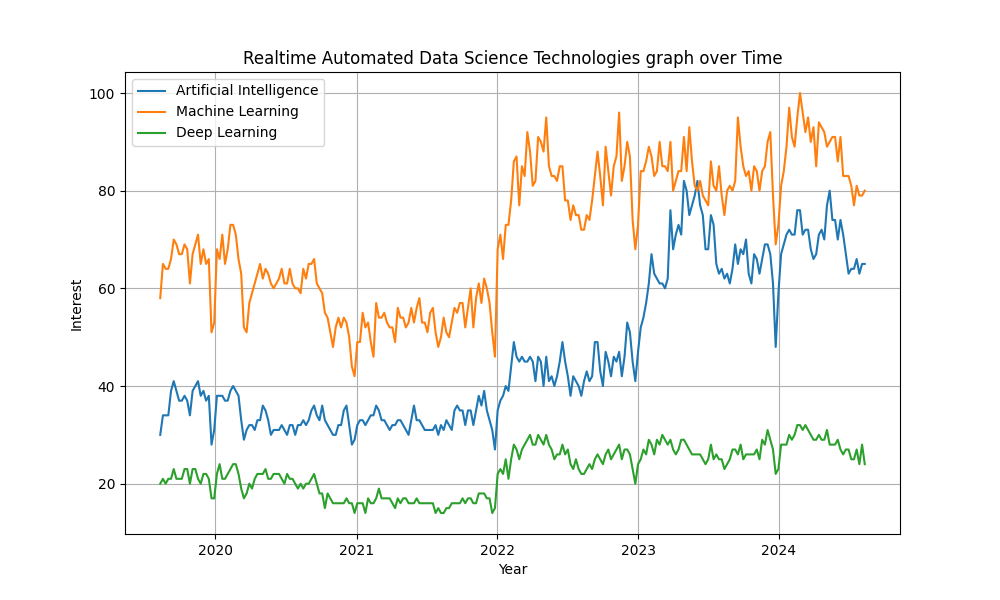 Realtime Automated Data Science Technologies graph over Time
Artificial Intelligence
Machine Learning
Deep Learning
100
80
60
40
20
Interest
2020 2021 2022 2023 2024
Year